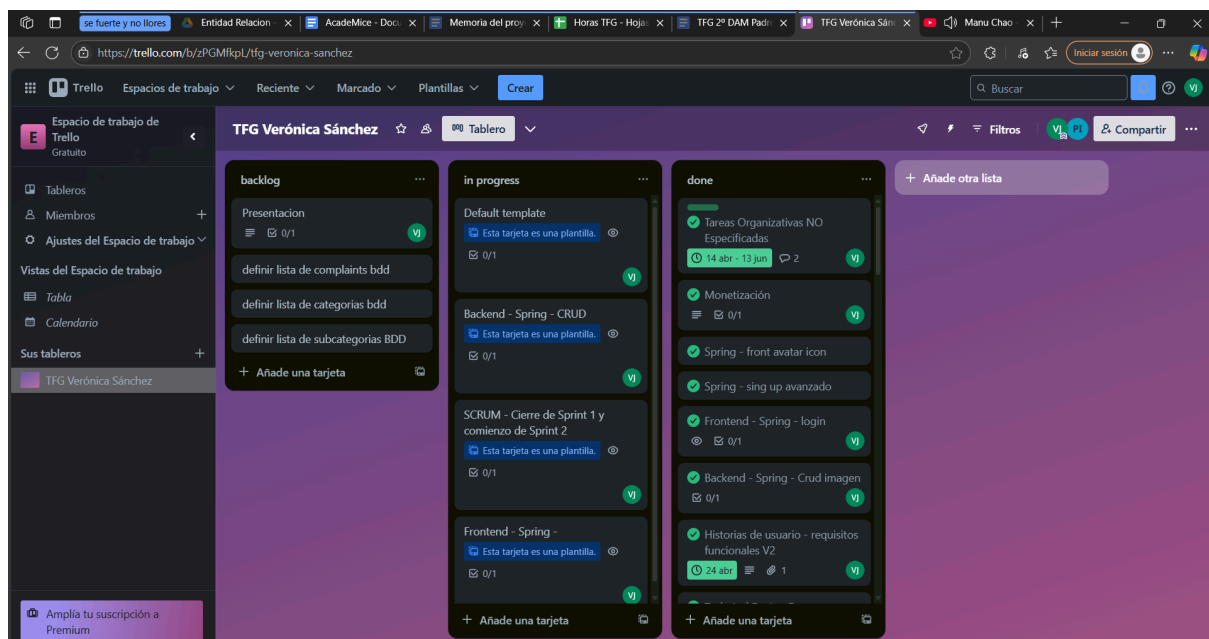 se fuerte y no llores
Entidad Relacion -
AcadeMice - Docu
Memoria del proy
Horas TFG - Hojas
TFG 2º DAM Padr
TFG Verónica Sánc
Manu Chao -
https://trello.com/b/zPGMfkpL/tfg-veronica-sanchez
Iniciar sesión
Trello
Espacios de trabajo
Reciente
Marcado
Plantillas
Crear
Buscar
VJ
E
Espacio de trabajo de
Trello
Gratuito
TFG Verónica Sánchez
Tablero
Filtros
VJ
PI
Compartir
Tableros
Miembros
Ajustes del Espacio de trabajo
Vistas del Espacio de trabajo
Tabla
Calendario
Sus tableros
TFG Verónica Sánchez
Amplía tu suscripción a
Premium
backlog
Presentacion
0/1
VJ
definir lista de complaints bdd
definir lista de categorias bdd
definir lista de subcategorias BDD
+ Añade una tarjeta
in progress
Default template
Esta tarjeta es una plantilla.
0/1
VJ
Backend - Spring - CRUD
Esta tarjeta es una plantilla.
0/1
VJ
SCRUM - Cierre de Sprint 1 y
comienzo de Sprint 2
Esta tarjeta es una plantilla.
0/1
VJ
Frontend - Spring -
Esta tarjeta es una plantilla.
0/1
VJ
+ Añade una tarjeta
done
Tareas Organizativas NO
Especificadas
14 abr - 13 jun
2
VJ
Monetización
0/1
VJ
Spring - front avatar icon
Spring - sing up avanzado
Frontend - Spring - login
0/1
VJ
Backend - Spring - Crud imagen
0/1
VJ
Historias de usuario - requisitos
funcionales V2
24 abr
1
VJ
+ Añade una tarjeta
+ Añade otra lista